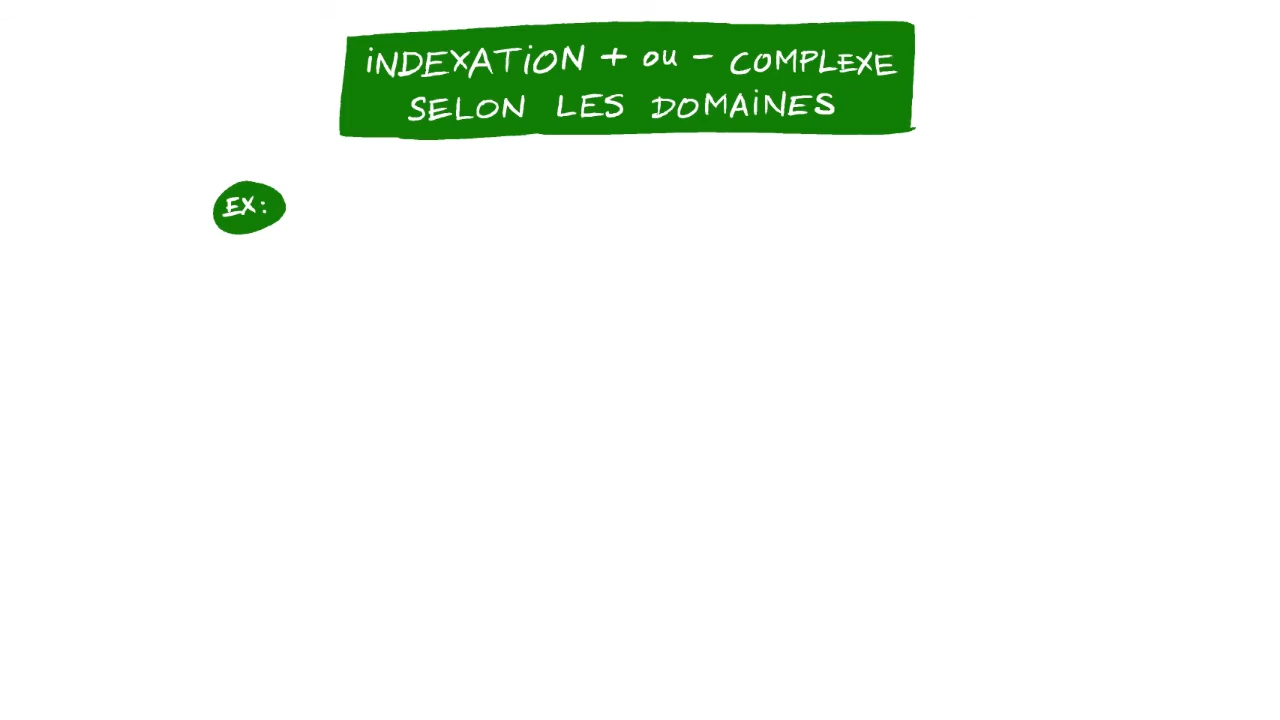 iNDEXATiON + ou - COMPLEXE
SELON LES DOMAiNES
EX: